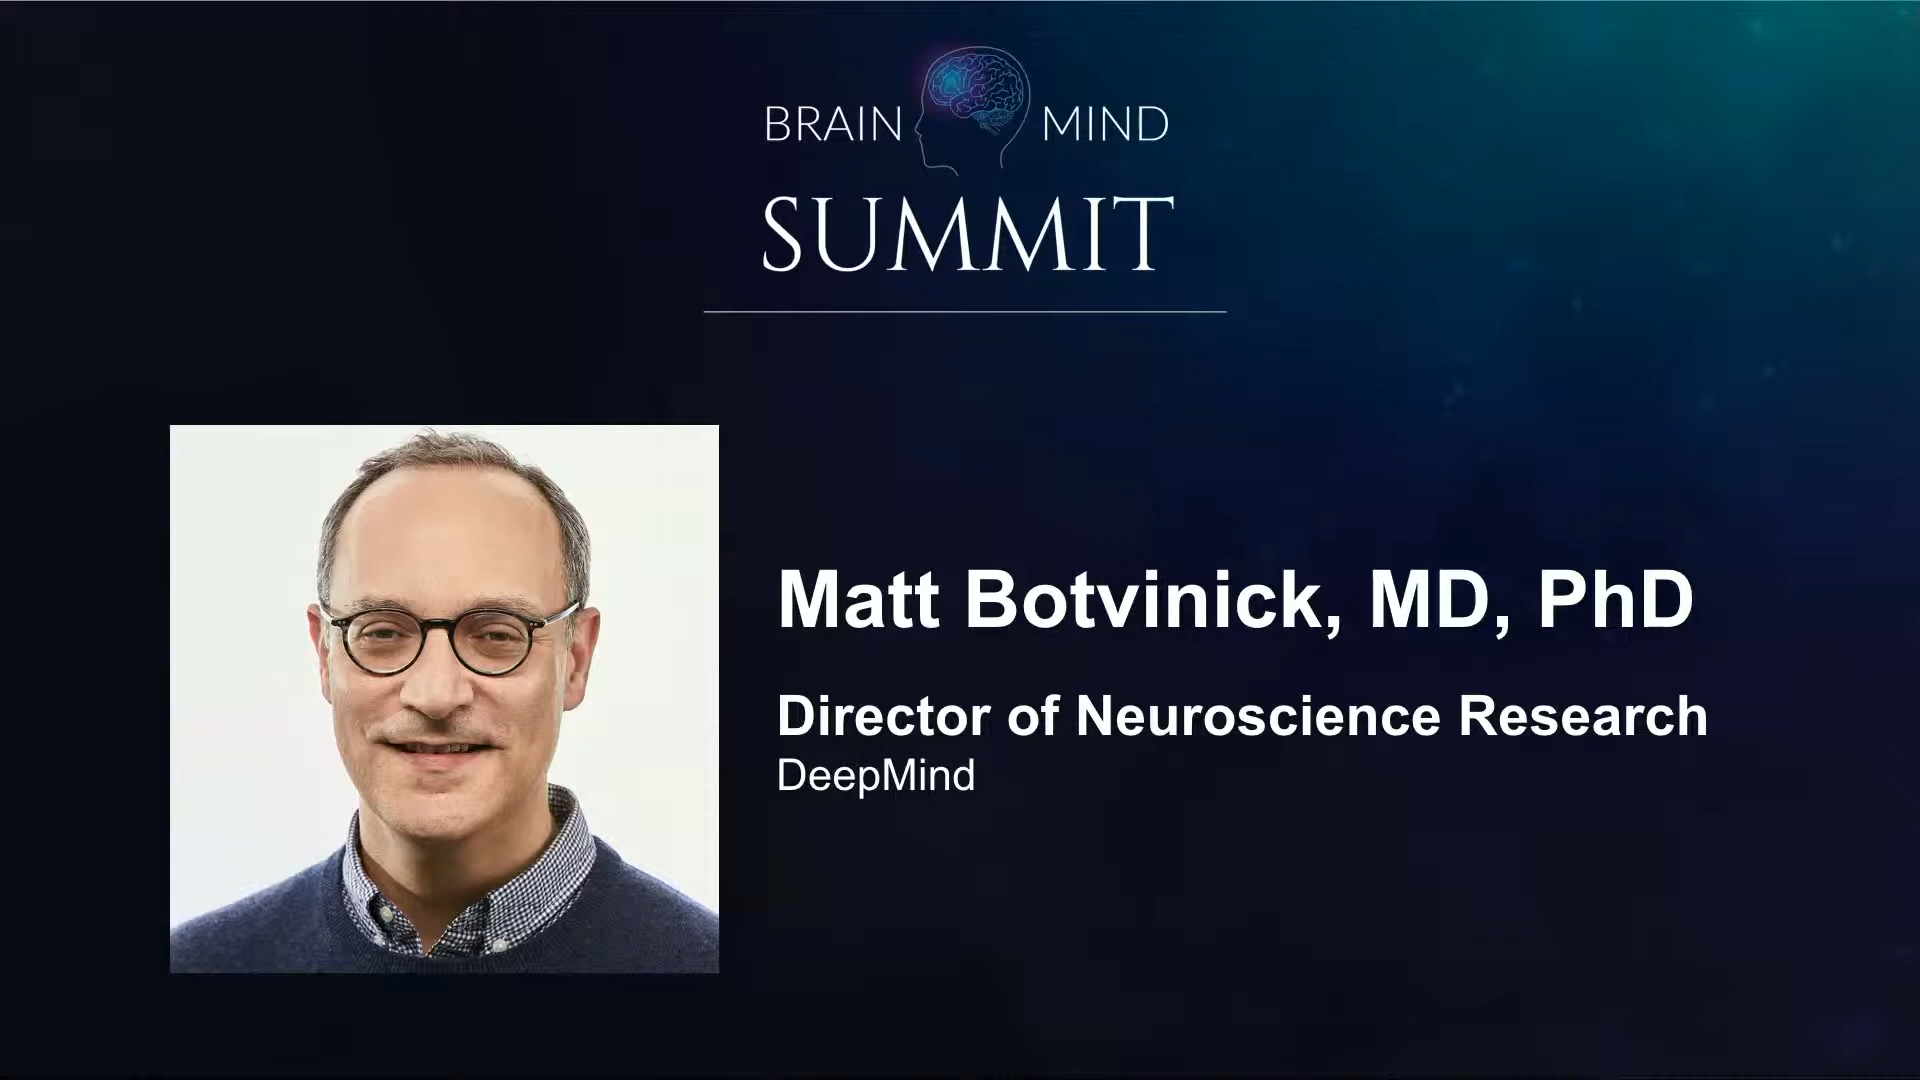 BRAIN MIND
SUMMIT
Matt Botvinick, MD, PhD
Director of Neuroscience Research
DeepMind